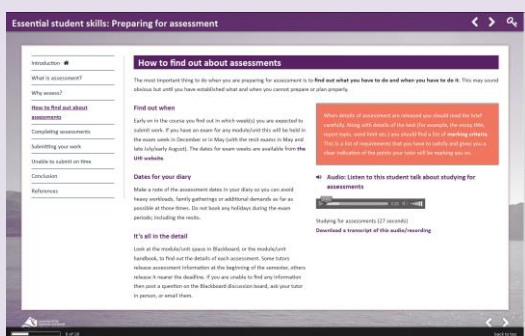 Essential student skills: Preparing for assessment
Introduction
What is assessment?
Why assess?
How to find out about
assessments
Completing assessments
Submitting your work
Unable to submit on time
Conclusion
References
How to find out about assessments
The most important thing to do when you are preparing for assessment is to find out what you have to do and when you have to do it. This may sound
obvious but until you have established what and when you cannot prepare or plan properly.
Find out when
Early on in the course you find out in which week(s) you are expected to
submit work. If you have an exam for any module/unit this will be held in
the exam week in December or in May (with the resit exams in May and
late July/early August). The dates for exam weeks are available from the
UHI website.
Dates for your diary
Make a note of the assessment dates in your diary so you can avoid
heavy workloads, family gatherings or additional demands as far as
possible at those times. Do not book any holidays during the exam
periods; including the resits.
It's all in the detail
Look at the module/unit space in Blackboard, or the module/unit
handbook, to find out the details of each assessment. Some tutors
release assessment information at the beginning of the semester, others
release it nearer the deadline. If you are unable to find any information
then post a question on the Blackboard discussion board, ask your tutor
in person, or email them.
When details of assessment are released you should read the brief
carefully. Along with details of the task (for example, the essay title,
report topic, word limit etc.) you should find a list of marking criteria.
This is a list of requirements that you have to satisfy and gives you a
clear indication of the points your tutor will be marking you on.
Audio: Listen to this student talk about studying for
assessments
Studying for assessments (27 seconds)
Download a transcript of this audio/recording
back to top